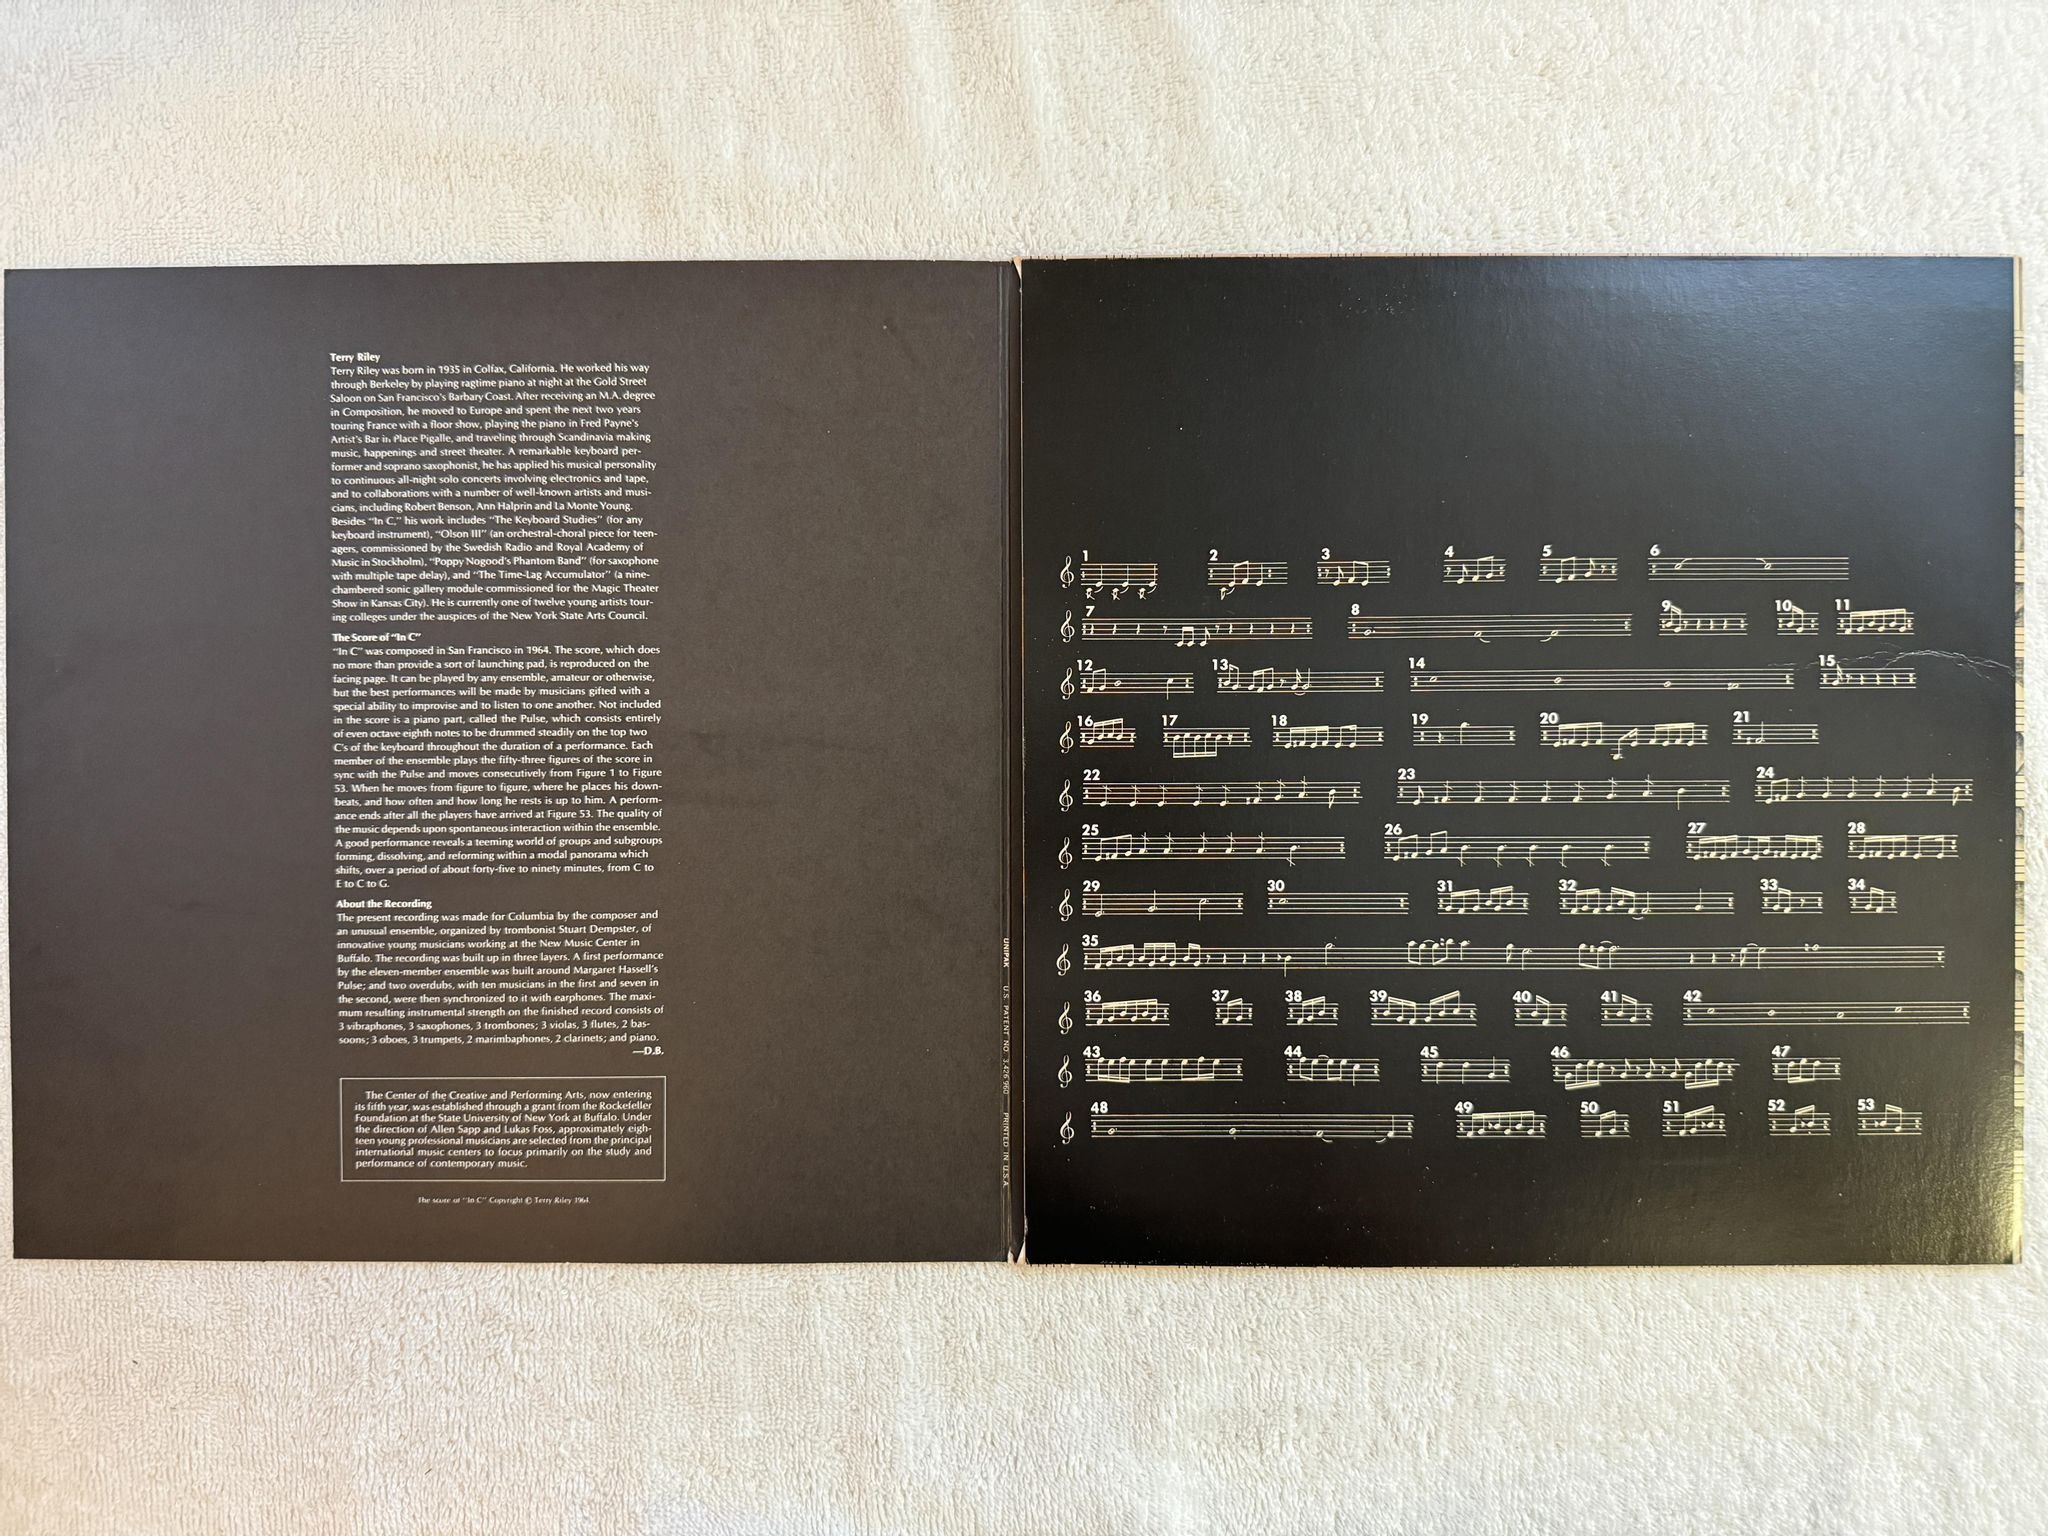 Terry Riley
Terry Riley was born in 1935 in Colfax, California. He worked his way
through Berkeley by playing ragtime piano at night at the Gold Street
Saloon on San Francisco's Barbary Coast. After receiving an M.A. degree
in Composition, he moved to Europe and spent the next two years
touring France with a floor show, playing the piano in Fred Payne's
Artist's Bar in Place Pigalle, and traveling through Scandinavia making
music, happenings and street theater. A remarkable keyboard per-
former and soprano saxophonist, he has applied his musical personality
to continuous all-night solo concerts involving electronics and tape,
and to collaborations with a number of well-known artists and musi-
cians, including Robert Benson, Ann Halprin and La Monte Young.
Besides "In C," his work includes "The Keyboard Studies" (for any
keyboard instrument), "Olson III" (an orchestral-choral piece for teen-
agers, commissioned by the Swedish Radio and Royal Academy of
Music in Stockholm), "Poppy Nogood's Phantom Band" (for saxophone
with multiple tape delay), and "The Time-Lag Accumulator" (a nine-
chambered sonic gallery module commissioned for the Magic Theater
Show in Kansas City). He is currently one of twelve young artists tour-
ing colleges under the auspices of the New York State Arts Council.
The Score of "In C"
"In C" was composed in San Francisco in 1964. The score, which does
no more than provide a sort of launching pad, is reproduced on the
facing page. It can be played by any ensemble, amateur or otherwise,
but the best performances will be made by musicians gifted with a
special ability to improvise and to listen to one another. Not included
in the score is a piano part, called the Pulse, which consists entirely
of even octave eighth notes to be drummed steadily on the top two
C's of the keyboard throughout the duration of a performance. Each
member of the ensemble plays the fifty-three figures of the score in
sync with the Pulse and moves consecutively from Figure 1 to Figure
53. When he moves from figure to figure, where he places his down-
beats, and how often and how long he rests is up to him. A perform-
ance ends after all the players have arrived at Figure 53. The quality of
the music depends upon spontaneous interaction within the ensemble.
A good performance reveals a teeming world of groups and subgroups
forming, dissolving, and reforming within a modal panorama which
shifts, over a period of about forty-five to ninety minutes, from C to
E to C to G.
About the Recording
The present recording was made for Columbia by the composer and
an unusual ensemble, organized by trombonist Stuart Dempster, of
innovative young musicians working at the New Music Center in
Buffalo. The recording was built up in three layers. A first performance
by the eleven-member ensemble was built around Margaret Hassell's
Pulse; and two overdubs, with ten musicians in the first and seven in
the second, were then synchronized to it with earphones. The maxi-
mum resulting instrumental strength on the finished record consists of
3 vibraphones, 3 saxophones, 3 trombones; 3 violas, 3 flutes, 2 bas-
soons; 3 oboes, 3 trumpets, 2 marimbaphones, 2 clarinets; and piano.
—D.B.
The Center of the Creative and Performing Arts, now entering
its fifth year, was established through a grant from the Rockefeller
Foundation at the State University of New York at Buffalo. Under
the direction of Allen Sapp and Lukas Foss, approximately eigh-
teen young professional musicians are selected from the principal
international music centers to focus primarily on the study and
performance of contemporary music.
The score of "In C" Copyright © Terry Riley 1964.
UNIPAK U.S. PATENT NO. 3,426,960 PRINTED IN U.S.A.
1 2 3 4 5 6
7 8 9 10 11
12 13 14 15
16 17 18 19 20 21
22 23 24
25 26 27 28
29 30 31 32 33 34
35
36 37 38 39 40 41 42
43 44 45 46 47
48 49 50 51 52 53